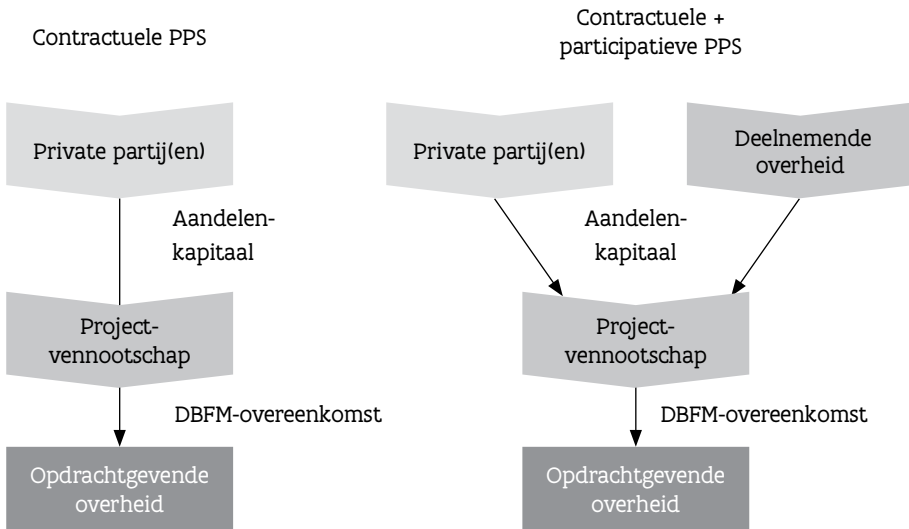 Contractuele PPS
Private partij(en)
Aandelen-
kapitaal
Project-
vennootschap
DBFM-overeenkomst
Opdrachtgevende
overheid
Contractuele +
participatieve PPS
Private partij(en)
Deelnemende
overheid
Aandelen-
kapitaal
Project-
vennootschap
DBFM-overeenkomst
Opdrachtgevende
overheid